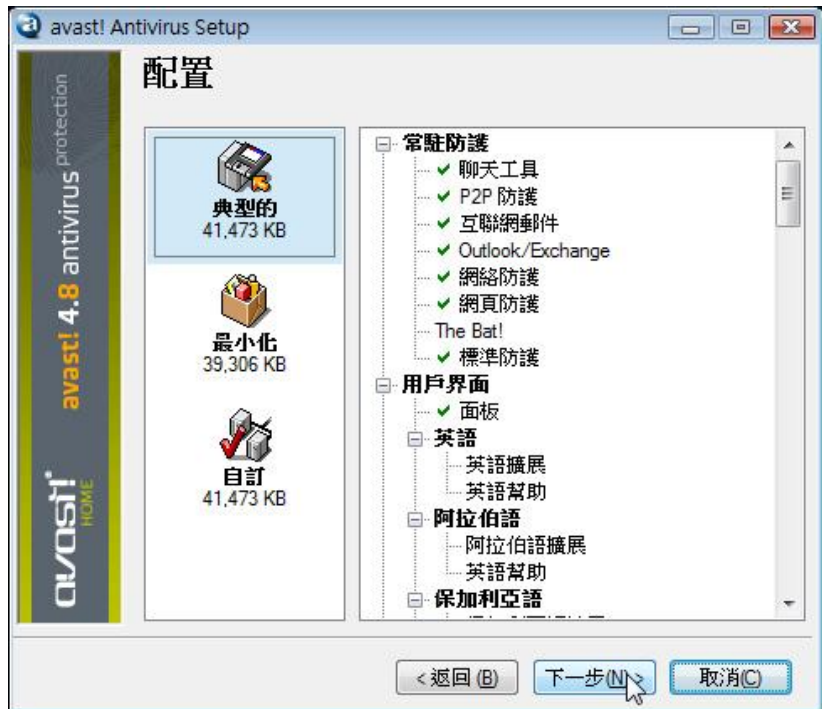 avast! Antivirus Setup
配置
avast! 4.8 antivirus protection
avast!
HOME
典型的
41,473 KB
最小化
39,306 KB
自訂
41,473 KB
常駐防護
聊天工具
P2P 防護
互聯網郵件
Outlook/Exchange
網絡防護
網頁防護
The Bat!
標準防護
用戶界面
面板
英語
英語擴展
英語幫助
阿拉伯語
阿拉伯語擴展
英語幫助
保加利亞語
< 返回 (B)
下一步(N) >
取消(C)